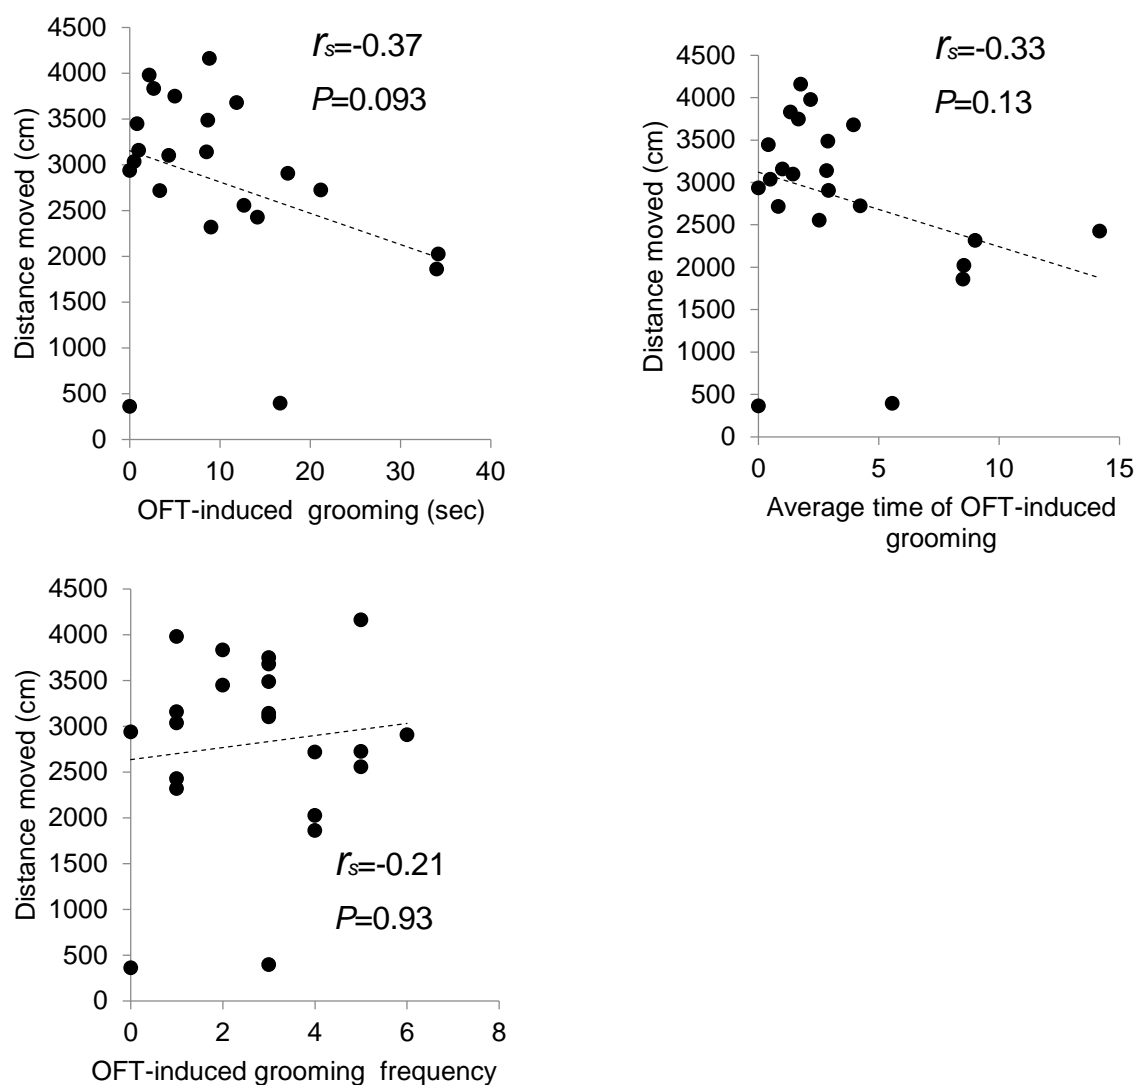 4500
4000
3500
3000
2500
2000
1500
1000
500
0
Distance moved (cm)
rs=-0.37
P=0.093
0 10 20 30 40
OFT-induced grooming (sec)
4500
4000
3500
3000
2500
2000
1500
1000
500
0
Distance moved (cm)
rs=-0.33
P=0.13
0 5 10 15
Average time of OFT-induced
grooming
4500
4000
3500
3000
2500
2000
1500
1000
500
0
Distance moved (cm)
rs=-0.21
P=0.93
0 2 4 6 8
OFT-induced grooming frequency